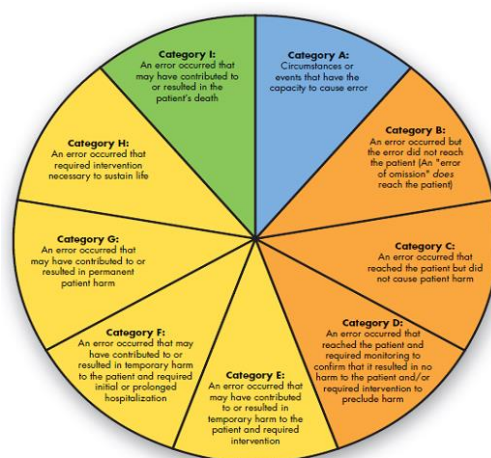 Category I:
An error occurred that
may have contributed to
or resulted in the
patient's death
Category A:
Circumstances or
events that have the
capacity to cause error
Category B:
An error occurred but
the error did not reach
the patient (An "error
of omission" does
reach the patient)
Category C:
An error occurred that
reached the patient but did
not cause patient harm
Category D:
An error occurred that
reached the patient and
required monitoring to
confirm that it resulted in no
harm to the patient and/or
required intervention to
preclude harm
Category E:
An error occurred that
may have contributed
to or resulted in
temporary harm to the
patient and required
intervention
Category F:
An error occurred that may
have contributed to or
resulted in temporary harm
to the patient and required
initial or prolonged
hospitalization
Category G:
An error occurred that
may have contributed to or
resulted in permanent
patient harm
Category H:
An error occurred that
required intervention
necessary to sustain life